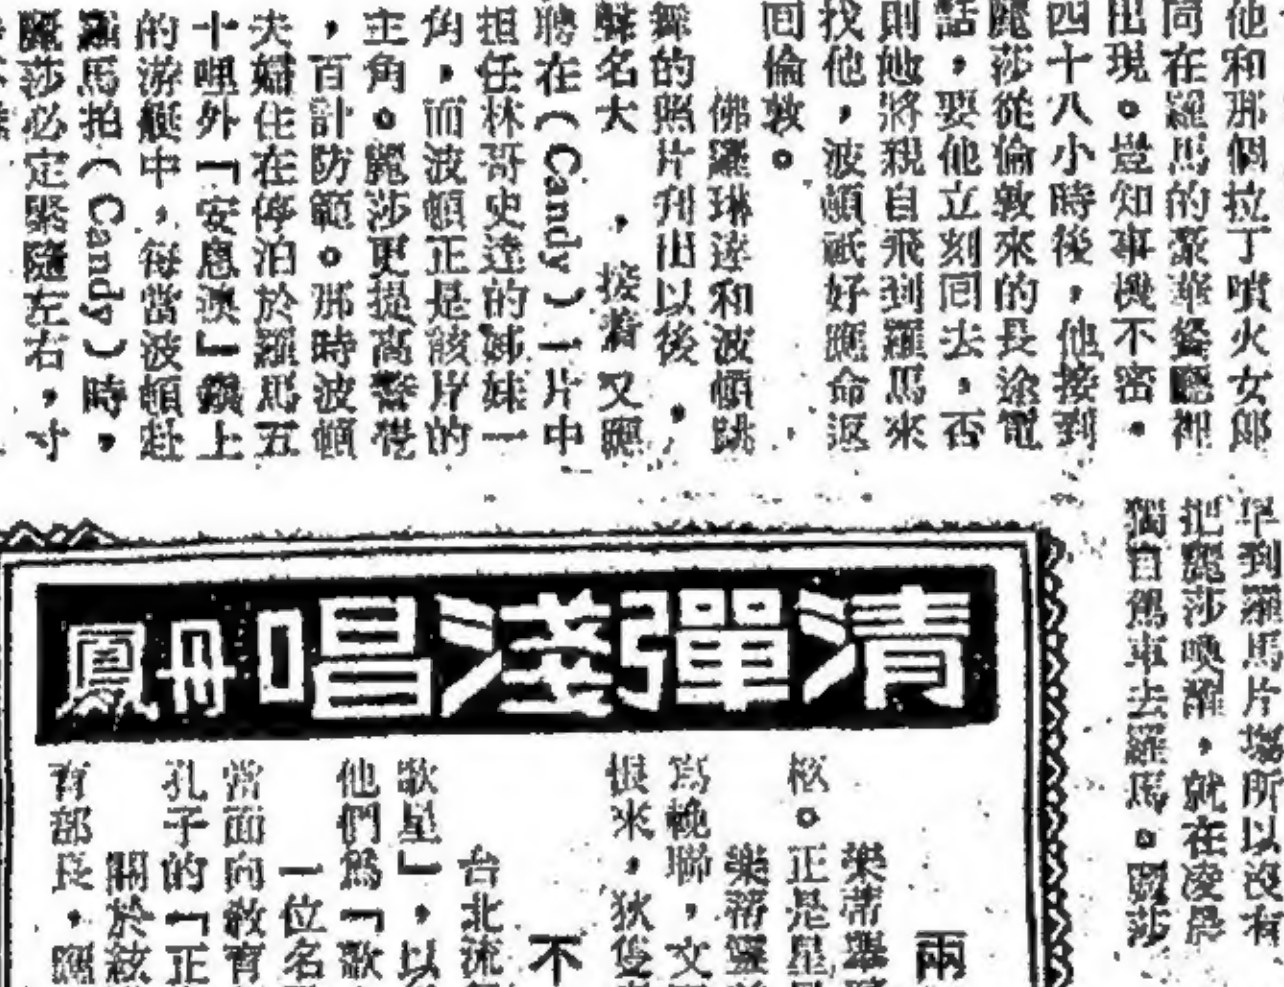 他和那個拉丁噴火女郎
同在羅馬的豪華餐廳裡
出現。豈知事機不密。
四十八小時後，他接到
麗莎從倫敦來的長途電
話，要他立刻回去，否
則她將親自飛到羅馬來
找他，波頓祇好應命返
回倫敦。
佛羅琳達和波頓跳
舞的照片刊出以後，
聲名大，接着又應
聘在（Candy）一片中
担任林哥史達的姊妹一
角，而波頓正是該片的
主角。麗莎更提高警惕
，百計防範。那時波頓
夫婦住在停泊於羅馬五
十哩外「安息澳」鎮上
的游艇中，每當波頓赴
羅馬拍（Candy）時，
麗莎必定緊隨左右，寸
早到羅馬片場所以沒有
把麗莎喚醒，就在凌晨
獨自駕車去羅馬。麗莎
清彈淺唱 丹鳳
兩
樂蒂
樞。正是星
樂蒂靈
為輓聯，文
恨來，狄隻
不
台北流
歌星」，以
他們為「歌
一位名
當面向教育
孔子的「正
關於
有部長，